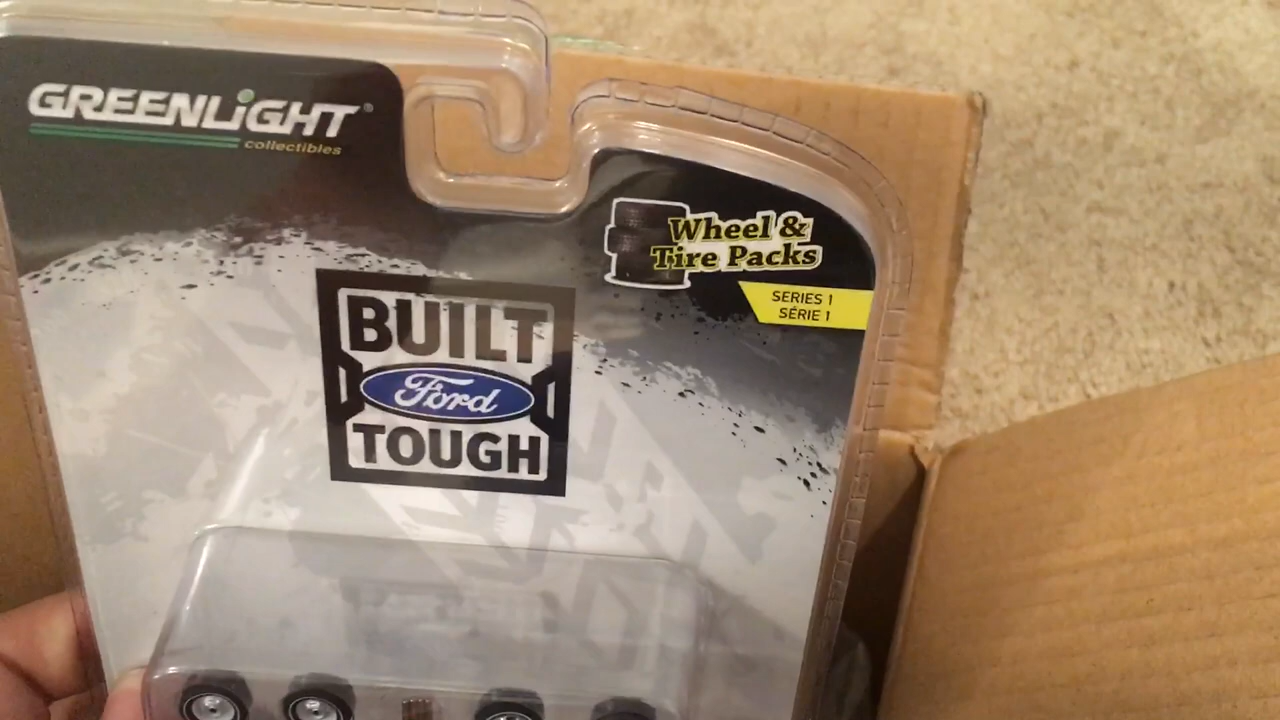 GREENLiGHT®
collectibles
Wheel &
Tire Packs
SERIES 1
SÉRIE 1
BUILT
Ford
TOUGH